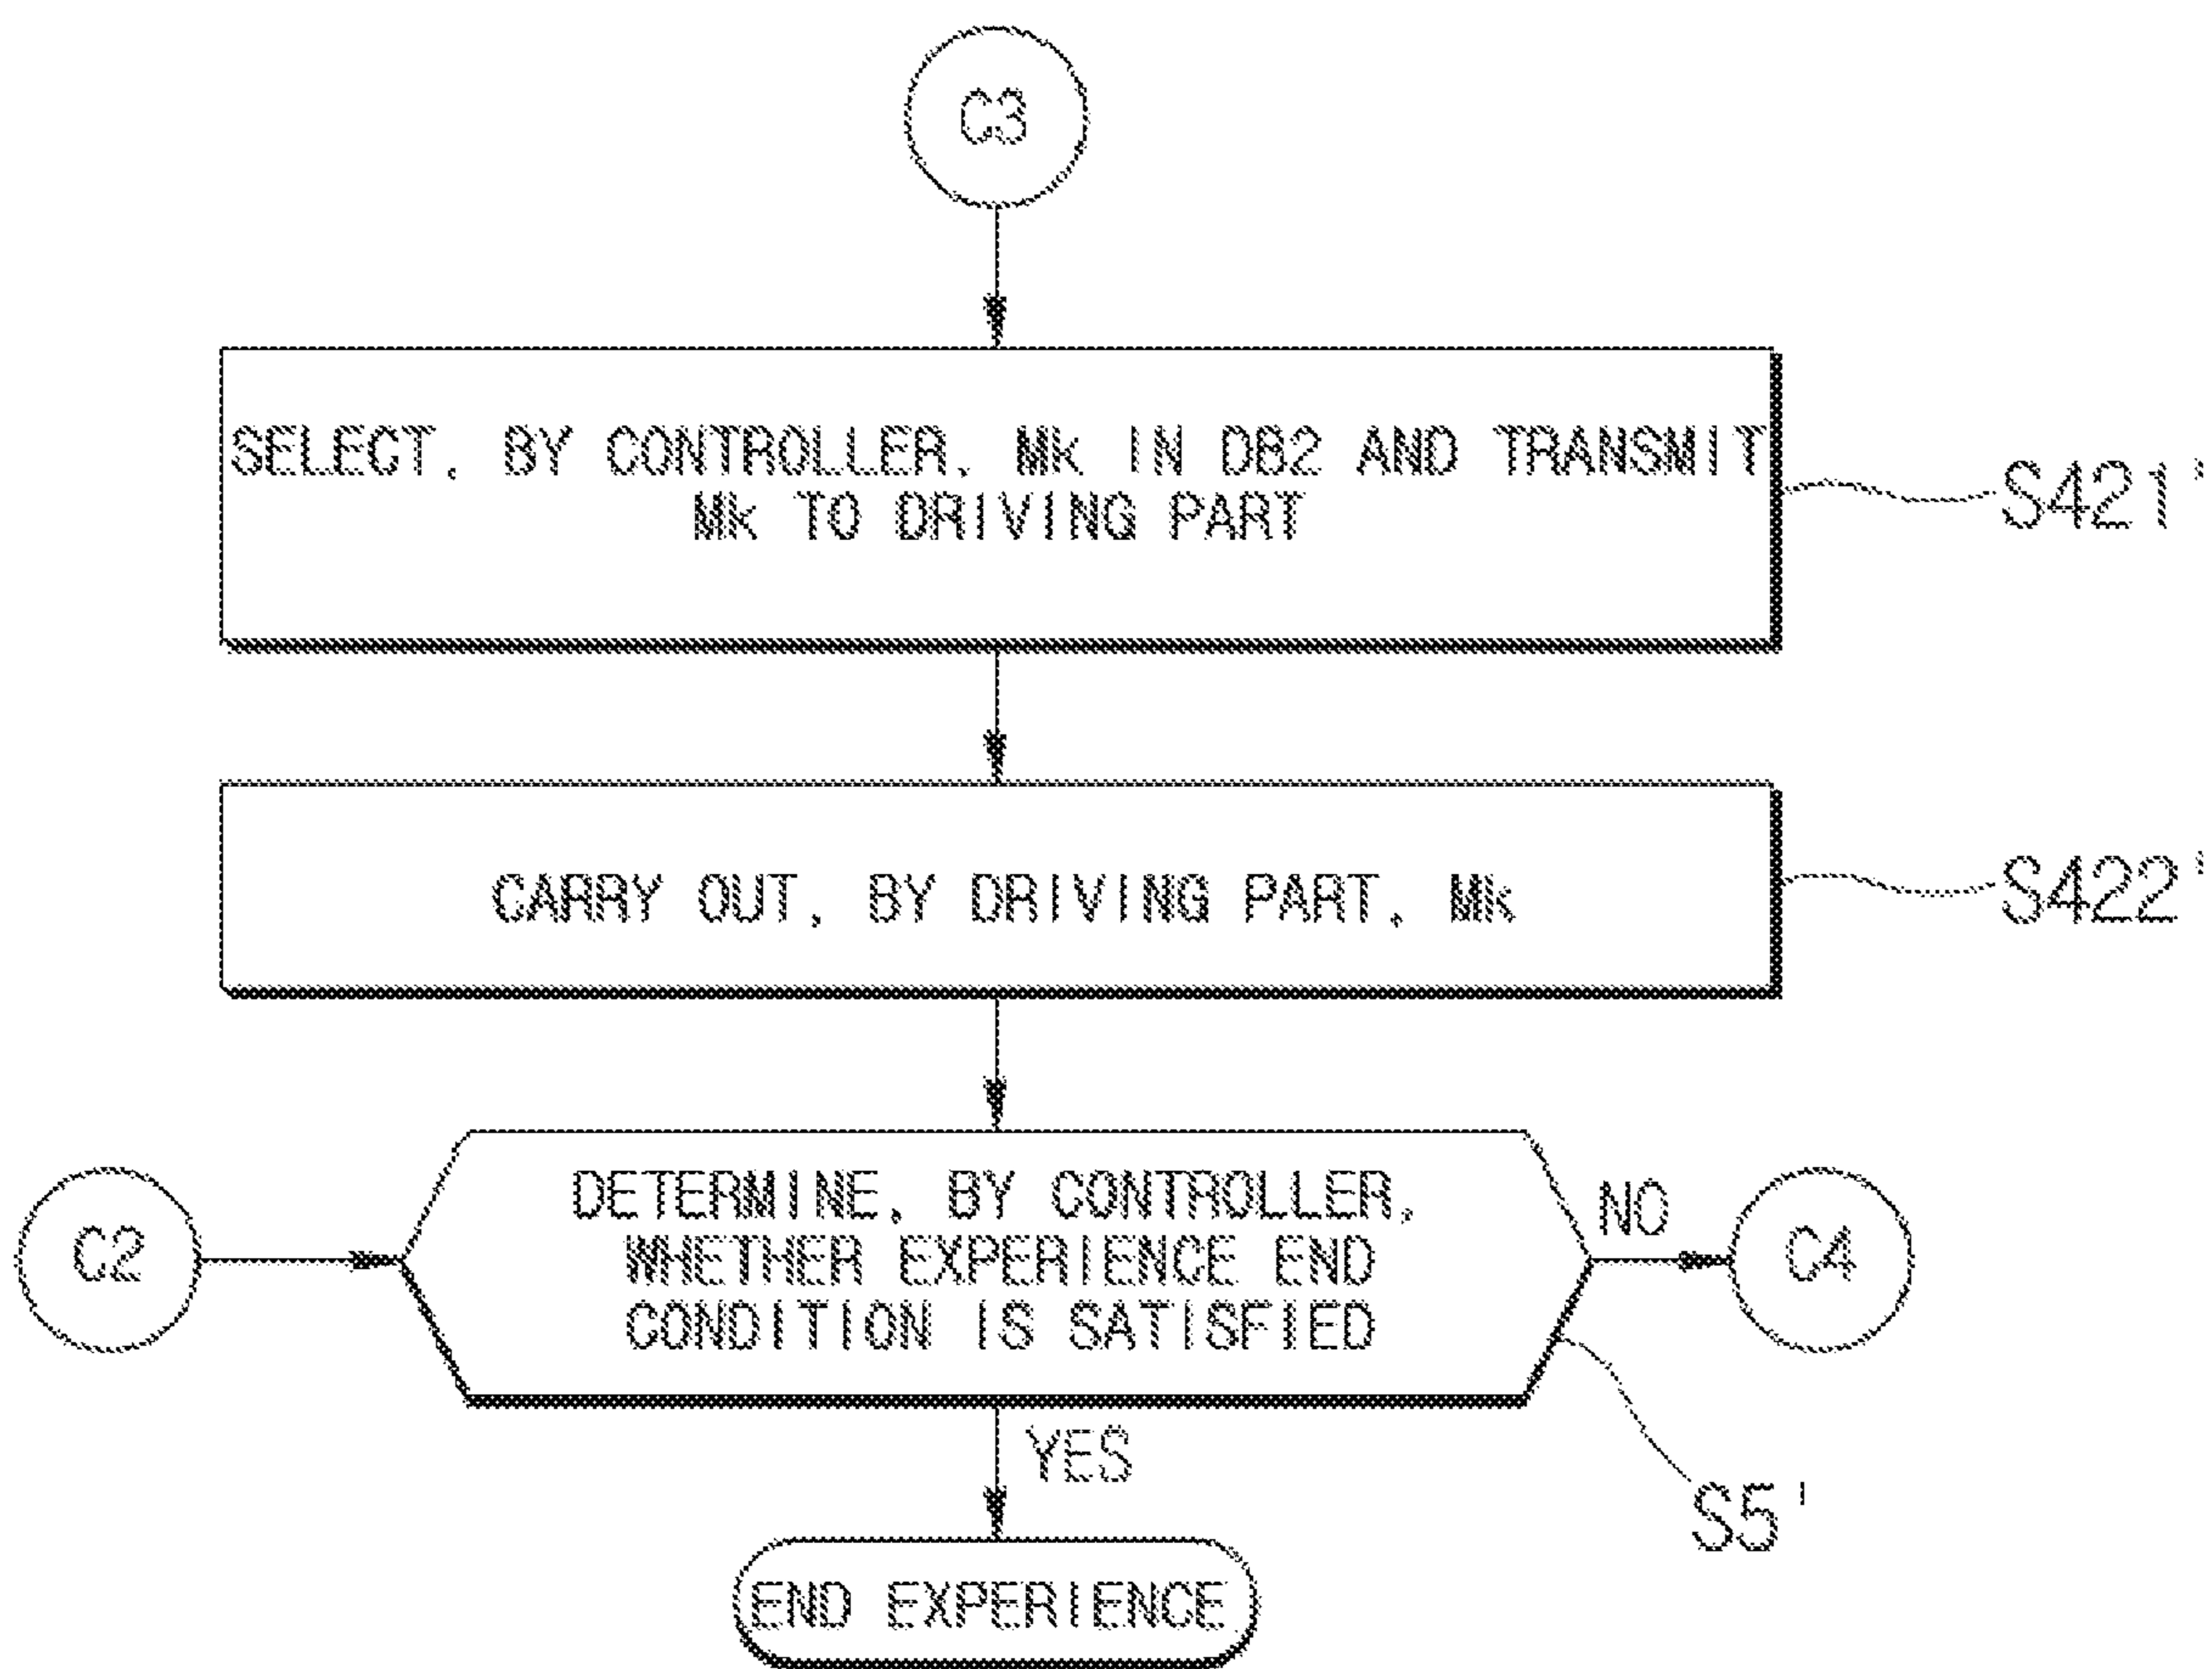 C3
SELECT, BY CONTROLLER, Mk IN DB2 AND TRANSMIT
Mk TO DRIVING PART
S421'
CARRY OUT, BY DRIVING PART, Mk
S422'
C2
DETERMINE, BY CONTROLLER,
WHETHER EXPERIENCE END
CONDITION IS SATISFIED
NO
C4
YES
S5'
END EXPERIENCE